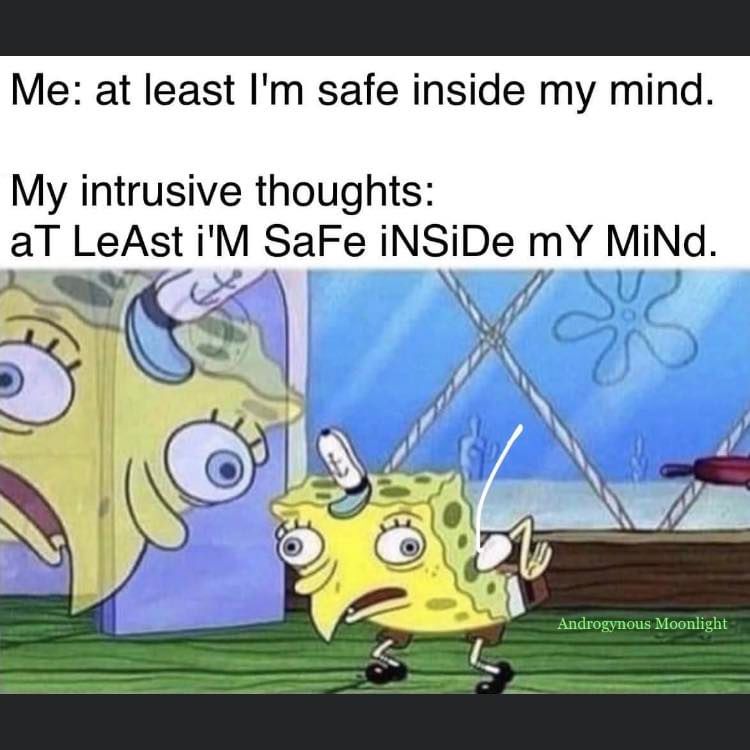 Me: at least I'm safe inside my mind.
My intrusive thoughts:
aT LeAst i'M SaFe iNSiDe mY MiNd.
Androgynous Moonlight